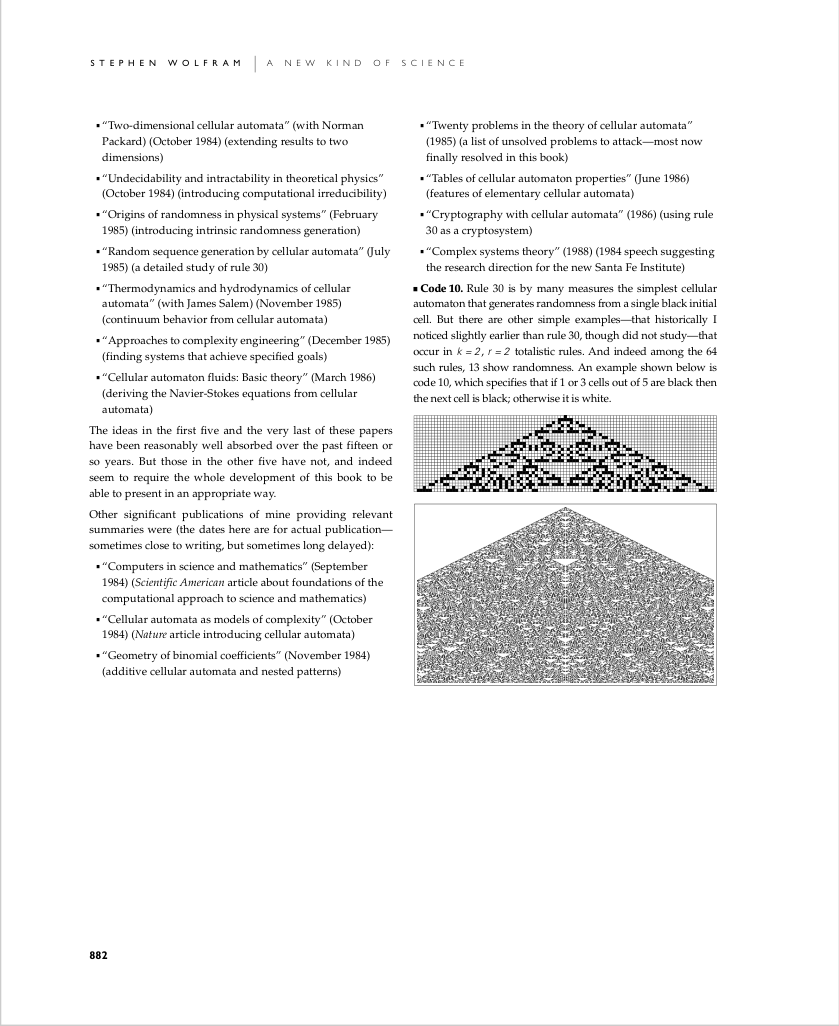 STEPHEN WOLFRAM | A NEW KIND OF SCIENCE
▪ “Two-dimensional cellular automata” (with Norman
Packard) (October 1984) (extending results to two
dimensions)
▪ “Undecidability and intractability in theoretical physics”
(October 1984) (introducing computational irreducibility)
▪ “Origins of randomness in physical systems” (February
1985) (introducing intrinsic randomness generation)
▪ “Random sequence generation by cellular automata” (July
1985) (a detailed study of rule 30)
▪ “Thermodynamics and hydrodynamics of cellular
automata” (with James Salem) (November 1985)
(continuum behavior from cellular automata)
▪ “Approaches to complexity engineering” (December 1985)
(finding systems that achieve specified goals)
▪ “Cellular automaton fluids: Basic theory” (March 1986)
(deriving the Navier-Stokes equations from cellular
automata)
The ideas in the first five and the very last of these papers
have been reasonably well absorbed over the past fifteen or
so years. But those in the other five have not, and indeed
seem to require the whole development of this book to be
able to present in an appropriate way.
Other significant publications of mine providing relevant
summaries were (the dates here are for actual publication—
sometimes close to writing, but sometimes long delayed):
▪ “Computers in science and mathematics” (September
1984) (Scientific American article about foundations of the
computational approach to science and mathematics)
▪ “Cellular automata as models of complexity” (October
1984) (Nature article introducing cellular automata)
▪ “Geometry of binomial coefficients” (November 1984)
(additive cellular automata and nested patterns)
▪ “Twenty problems in the theory of cellular automata”
(1985) (a list of unsolved problems to attack—most now
finally resolved in this book)
▪ “Tables of cellular automaton properties” (June 1986)
(features of elementary cellular automata)
▪ “Cryptography with cellular automata” (1986) (using rule
30 as a cryptosystem)
▪ “Complex systems theory” (1988) (1984 speech suggesting
the research direction for the new Santa Fe Institute)
▪ Code 10. Rule 30 is by many measures the simplest cellular
automaton that generates randomness from a single black initial
cell. But there are other simple examples—that historically I
noticed slightly earlier than rule 30, though did not study—that
occur in k = 2, r = 2 totalistic rules. And indeed among the 64
such rules, 13 show randomness. An example shown below is
code 10, which specifies that if 1 or 3 cells out of 5 are black then
the next cell is black; otherwise it is white.
882